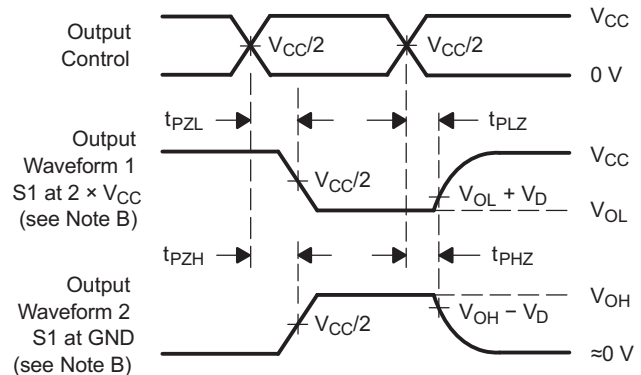 Output
Control
V_CC/2
V_CC/2
V_CC
0 V
t_PZL
t_PLZ
Output
Waveform 1
S1 at 2 × V_CC
(see Note B)
V_CC/2
V_CC
V_OL + V_D
V_OL
t_PZH
t_PHZ
Output
Waveform 2
S1 at GND
(see Note B)
V_CC/2
V_OH
V_OH − V_D
≈0 V